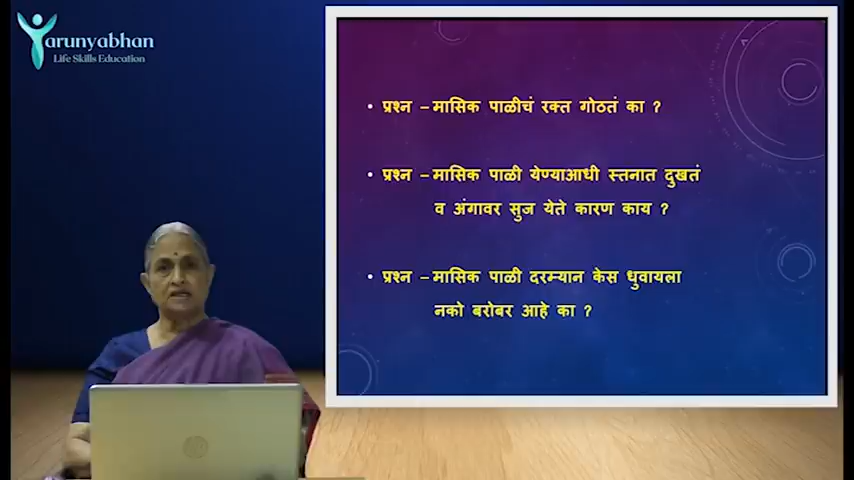 arunyabhan
Life Skills Education
• प्रश्न – मासिक पाळीचं रक्त गोठतं का ?
• प्रश्न – मासिक पाळी येण्याआधी स्तनात दुखतं
व अंगावर सुज येते कारण काय ?
• प्रश्न – मासिक पाळी दरम्यान केस धुवायला
नको बरोबर आहे का ?